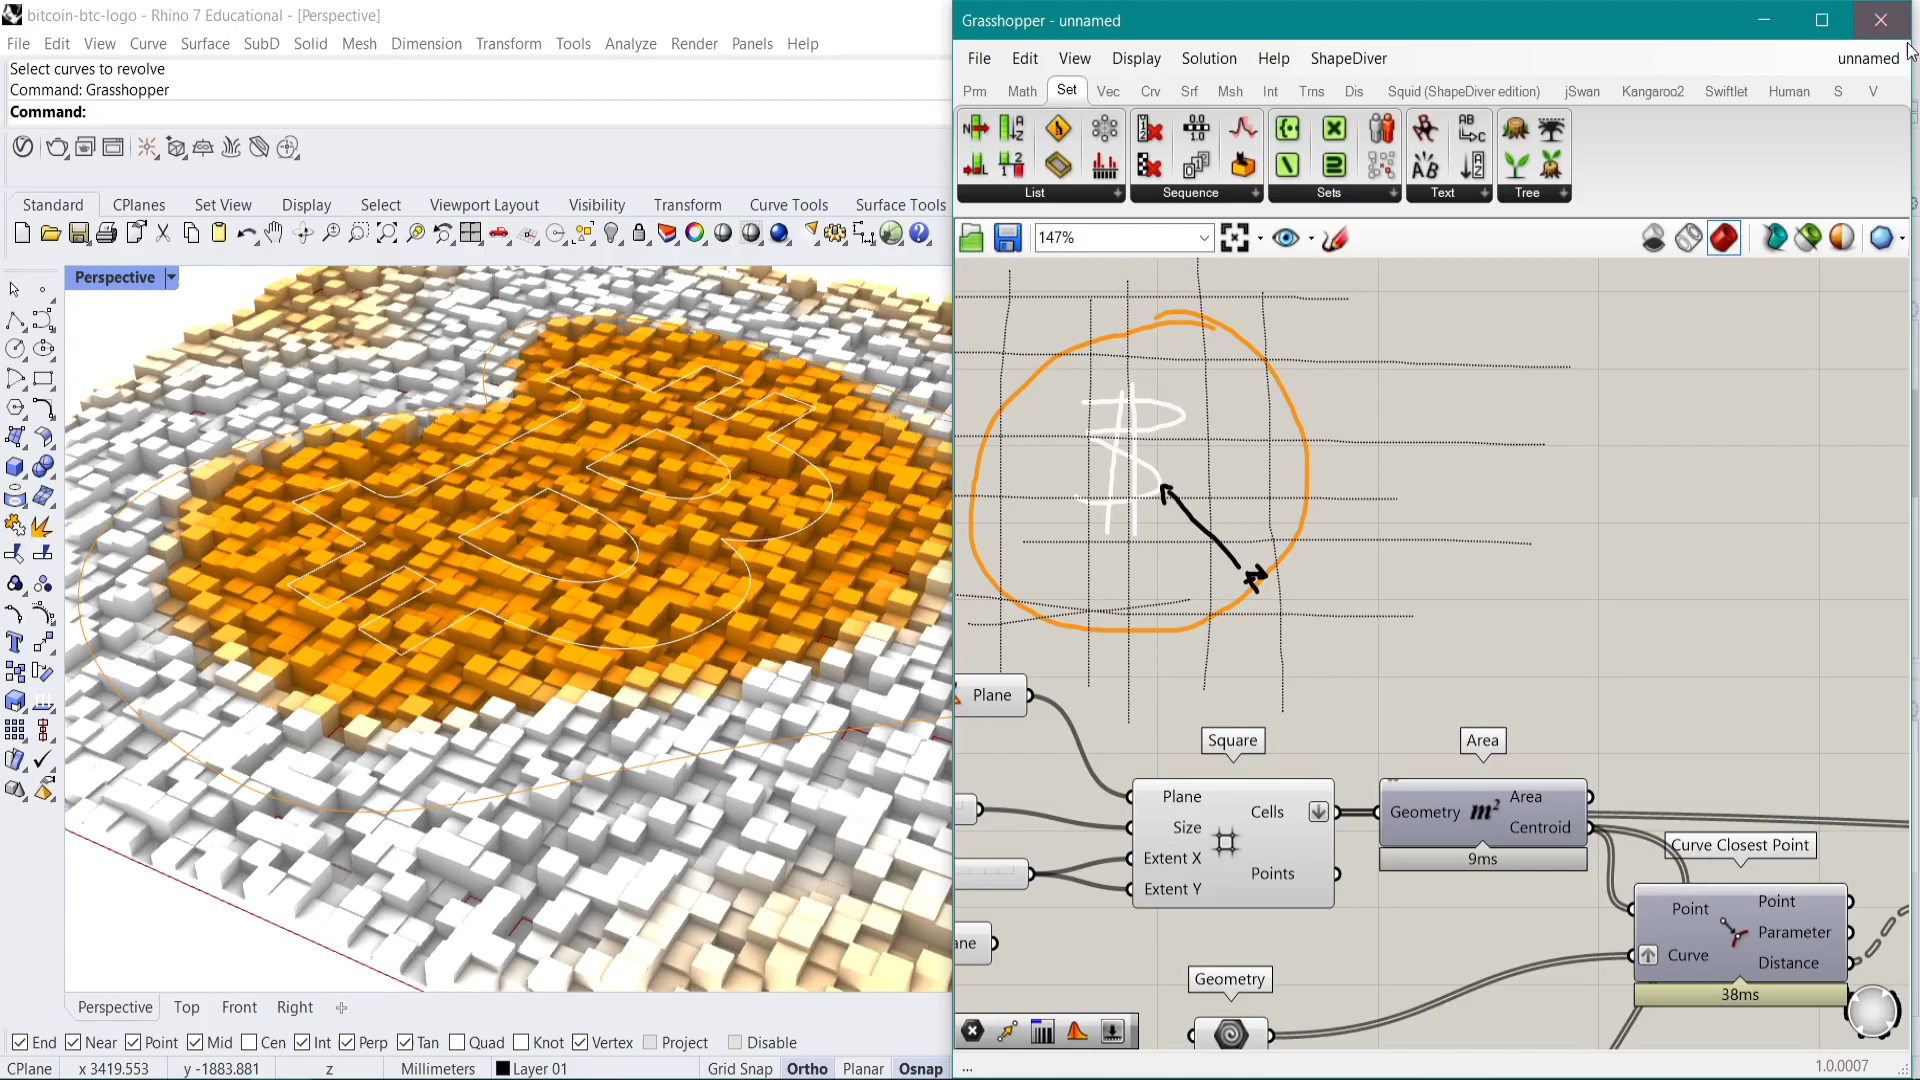 bitcoin-btc-logo - Rhino 7 Educational - [Perspective]
File Edit View Curve Surface SubD Solid Mesh Dimension Transform Tools Analyze Render Panels Help
Select curves to revolve
Command: Grasshopper
Command:
Standard CPlanes Set View Display Select Viewport Layout Visibility Transform Curve Tools Surface Tools
Perspective
Perspective Top Front Right
End Near Point Mid Cen Int Perp Tan Quad Knot Vertex Project Disable
CPlane x 3419.553 y -1883.881 z Millimeters Layer 01 Grid Snap Ortho Planar Osnap
Grasshopper - unnamed
File Edit View Display Solution Help ShapeDiver unnamed
Prm Math Set Vec Crv Srf Msh Int Trns Dis Squid (ShapeDiver edition) jSwan Kangaroo2 Swiftlet Human S V
List Sequence Sets Text Tree
147%
Plane
Square
Area
Plane
Size
Extent X
Extent Y
Cells
Points
Geometry
m²
Area
Centroid
9ms
Curve Closest Point
Point
Curve
Point
Parameter
Distance
38ms
ane
Geometry
...
1.0.0007